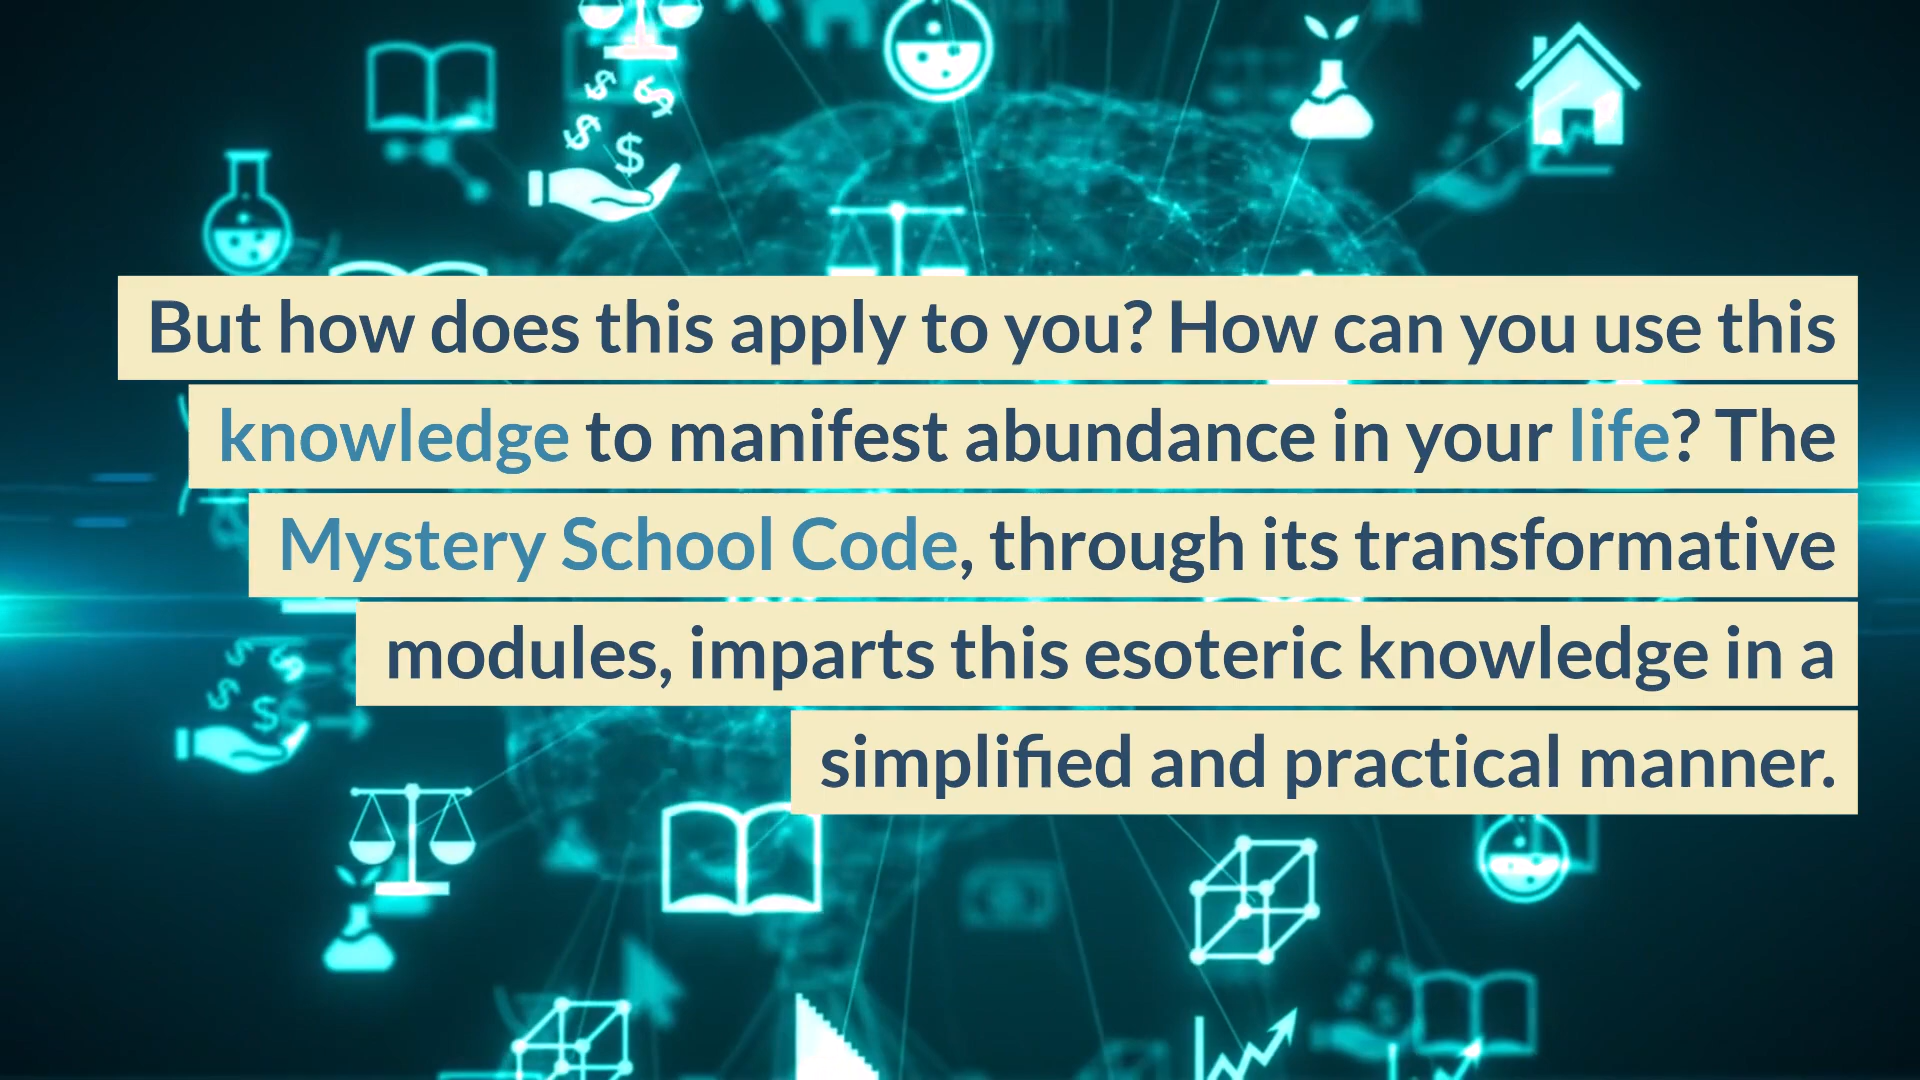 But how does this apply to you? How can you use this
knowledge to manifest abundance in your life? The
Mystery School Code, through its transformative
modules, imparts this esoteric knowledge in a
simplified and practical manner.